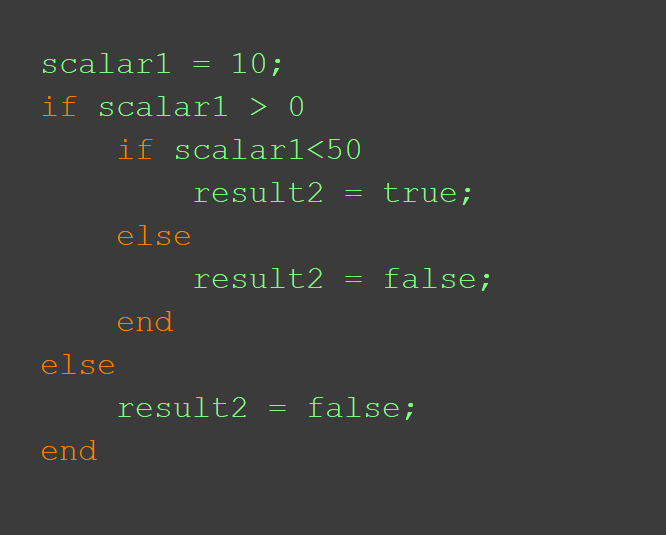 scalar1 = 10;
if scalar1 > 0
    if scalar1<50
        result2 = true;
    else
        result2 = false;
    end
else
    result2 = false;
end